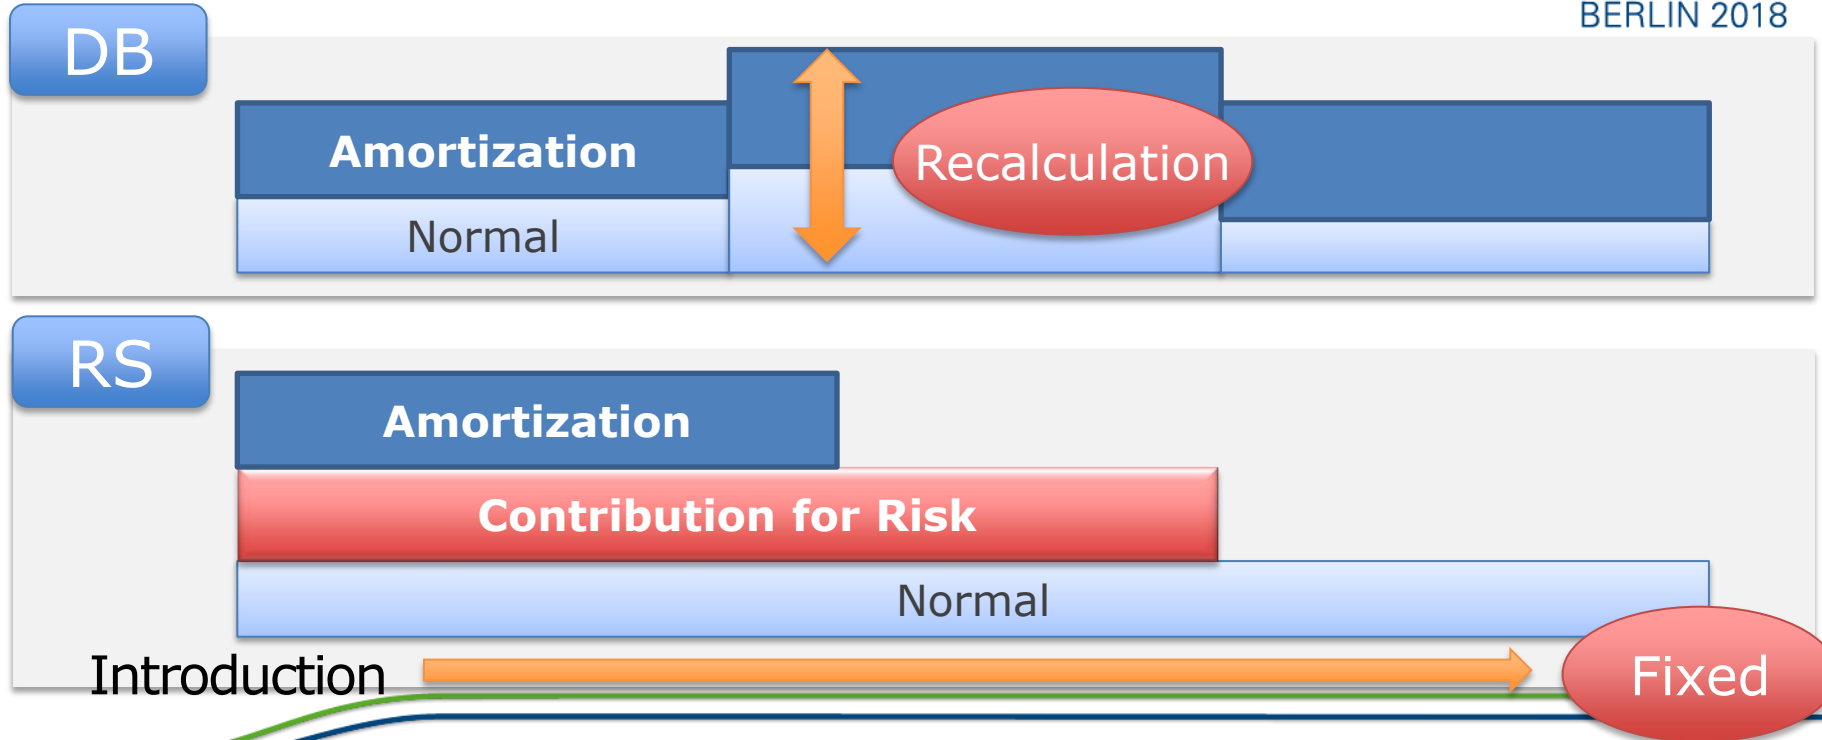 BERLIN 2018
DB
Amortization
Recalculation
Normal
RS
Amortization
Contribution for Risk
Normal
Introduction
Fixed